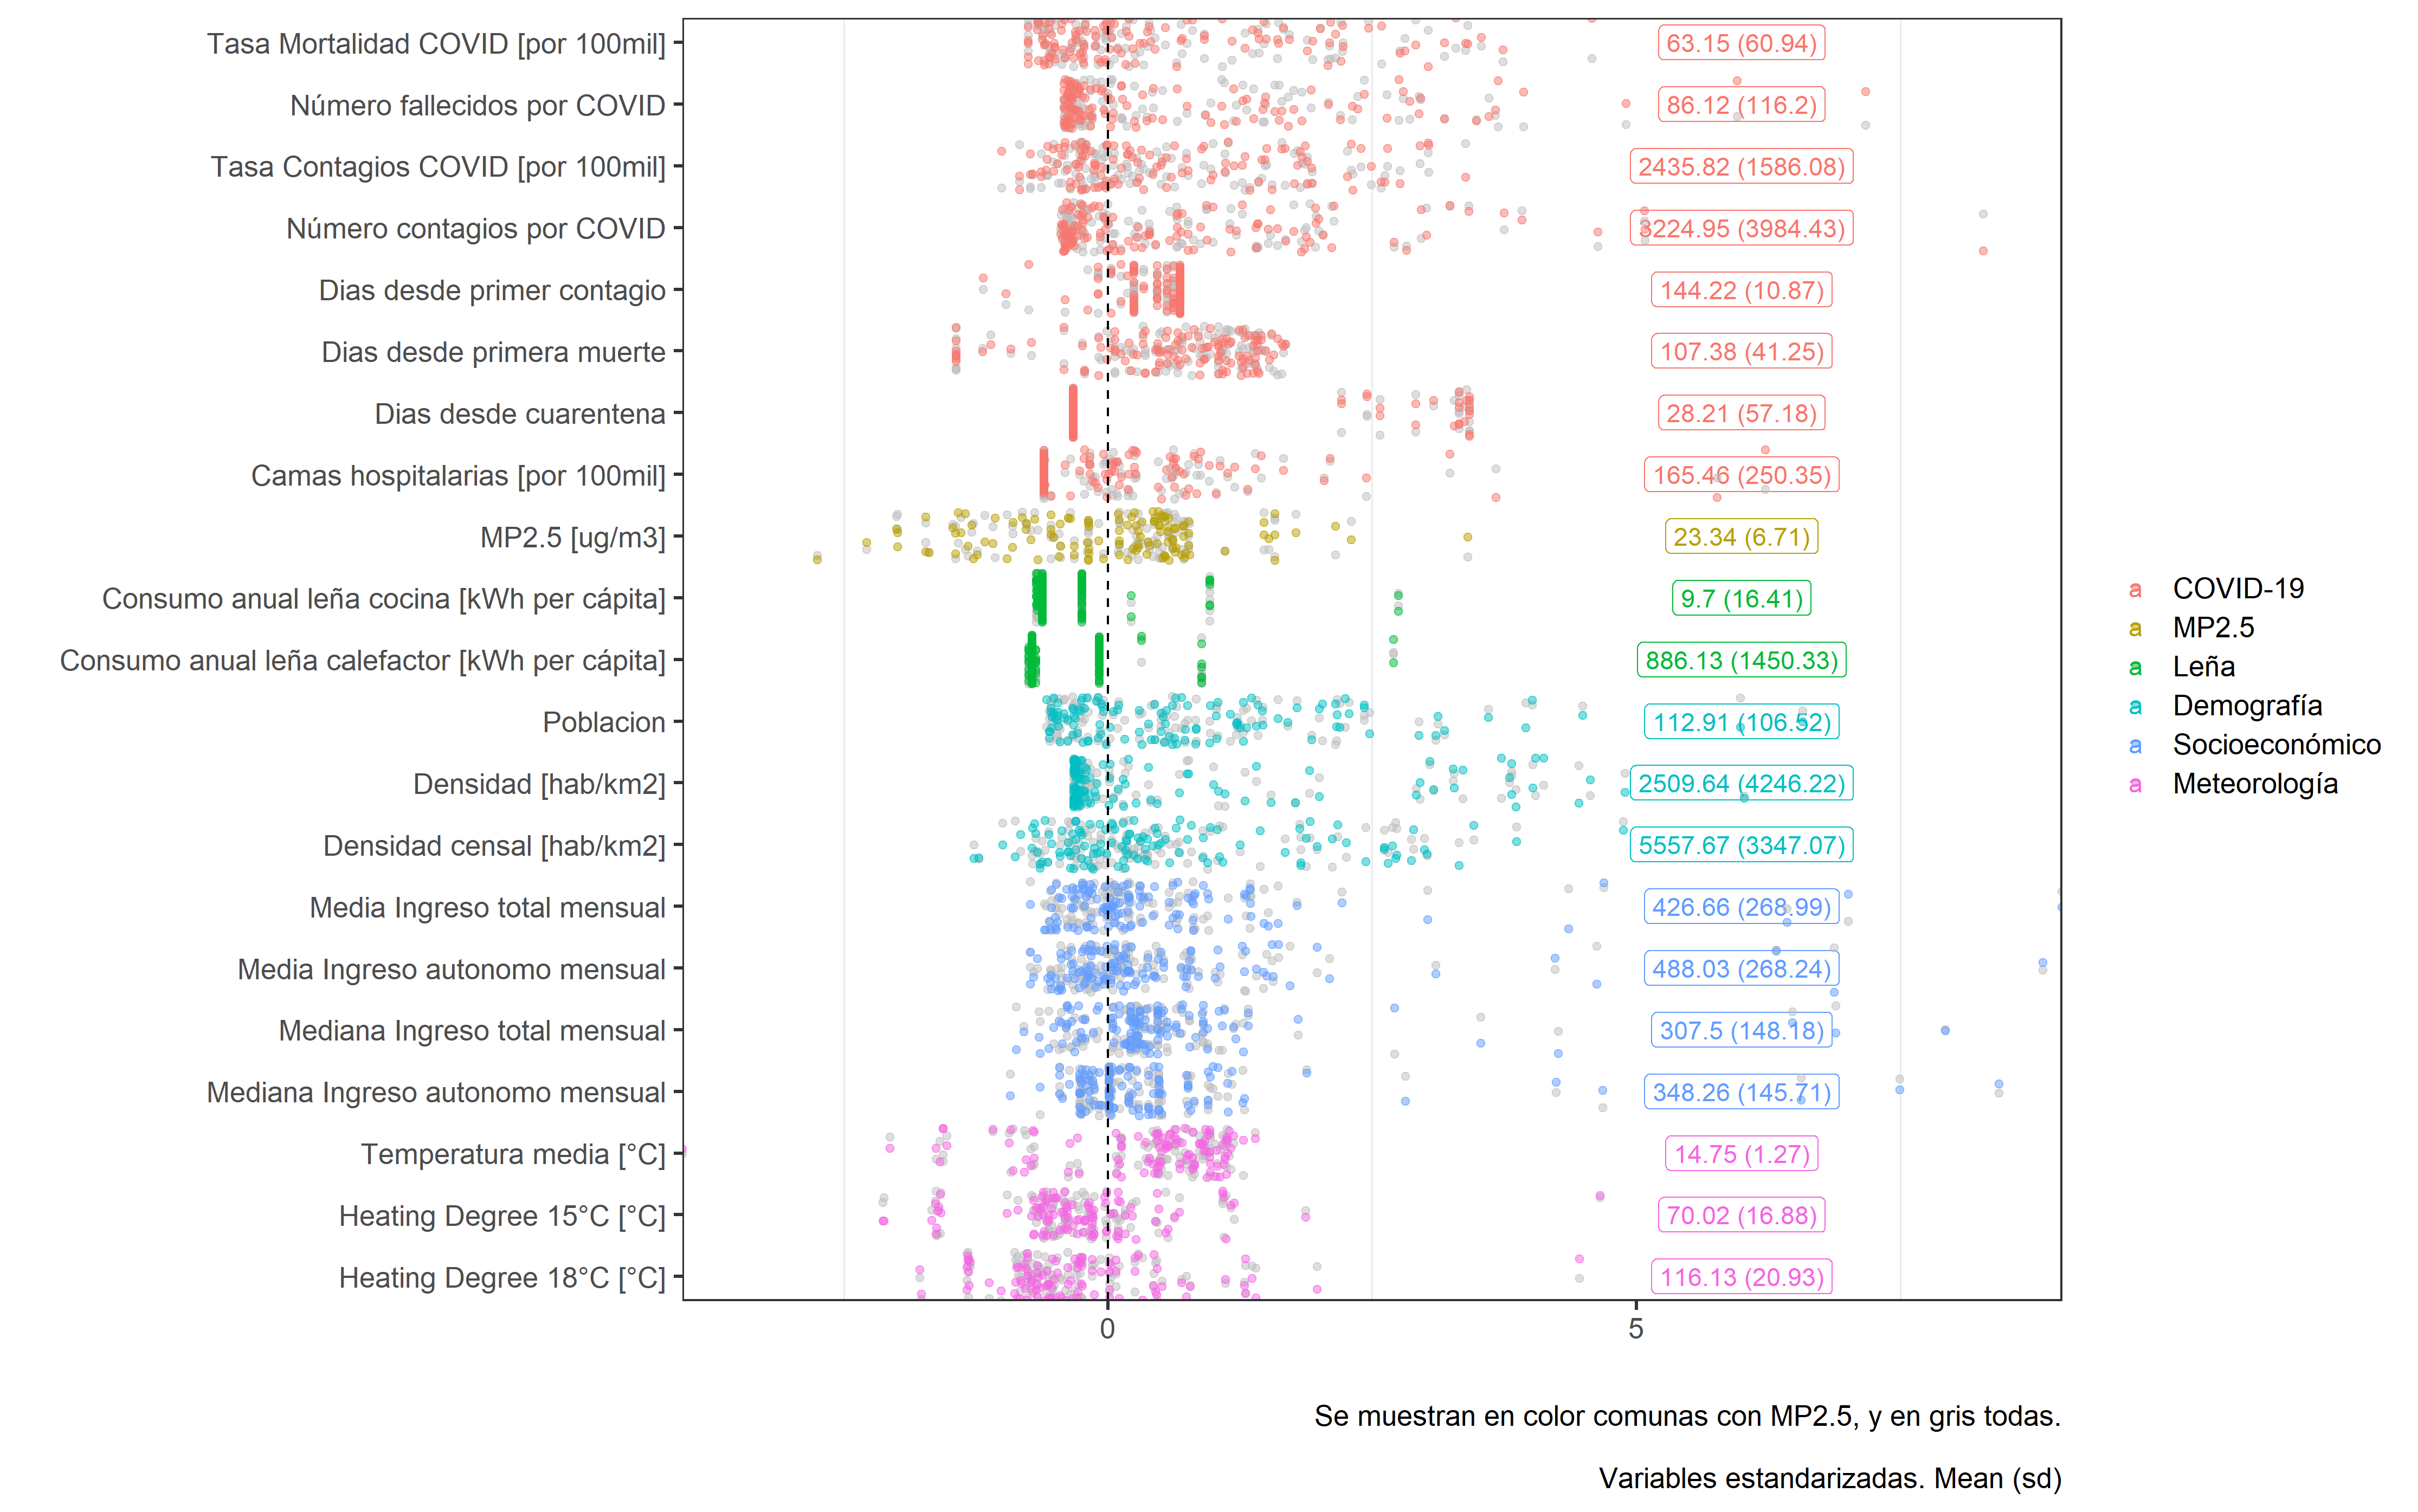 Tasa Mortalidad COVID [por 100mil] 63.15 (60.94)
Número fallecidos por COVID 86.12 (116.2)
Tasa Contagios COVID [por 100mil] 2435.82 (1586.08)
Número contagios por COVID 3224.95 (3984.43)
Dias desde primer contagio 144.22 (10.87)
Dias desde primera muerte 107.38 (41.25)
Dias desde cuarentena 28.21 (57.18)
Camas hospitalarias [por 100mil] 165.46 (250.35)
MP2.5 [ug/m3] 23.34 (6.71)
Consumo anual leña cocina [kWh per cápita] 9.7 (16.41)
Consumo anual leña calefactor [kWh per cápita] 886.13 (1450.33)
Poblacion 112.91 (106.52)
Densidad [hab/km2] 2509.64 (4246.22)
Densidad censal [hab/km2] 5557.67 (3347.07)
Media Ingreso total mensual 426.66 (268.99)
Media Ingreso autonomo mensual 488.03 (268.24)
Mediana Ingreso total mensual 307.5 (148.18)
Mediana Ingreso autonomo mensual 348.26 (145.71)
Temperatura media [°C] 14.75 (1.27)
Heating Degree 15°C [°C] 70.02 (16.88)
Heating Degree 18°C [°C] 116.13 (20.93)
0 5
a COVID-19
a MP2.5
a Leña
a Demografía
a Socioeconómico
a Meteorología
Se muestran en color comunas con MP2.5, y en gris todas.
Variables estandarizadas. Mean (sd)